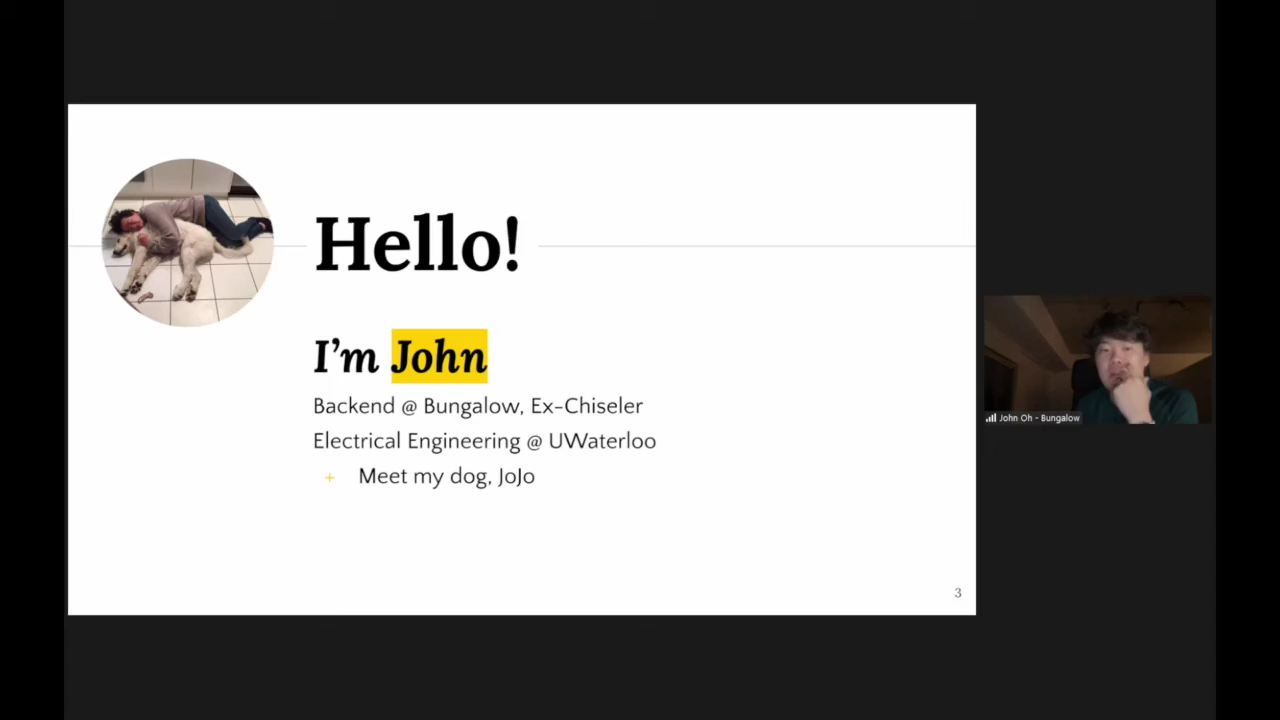 Hello!
I'm John
Backend @ Bungalow, Ex-Chiseler
Electrical Engineering @ UWaterloo
+ Meet my dog, JoJo
3
John Oh - Bungalow